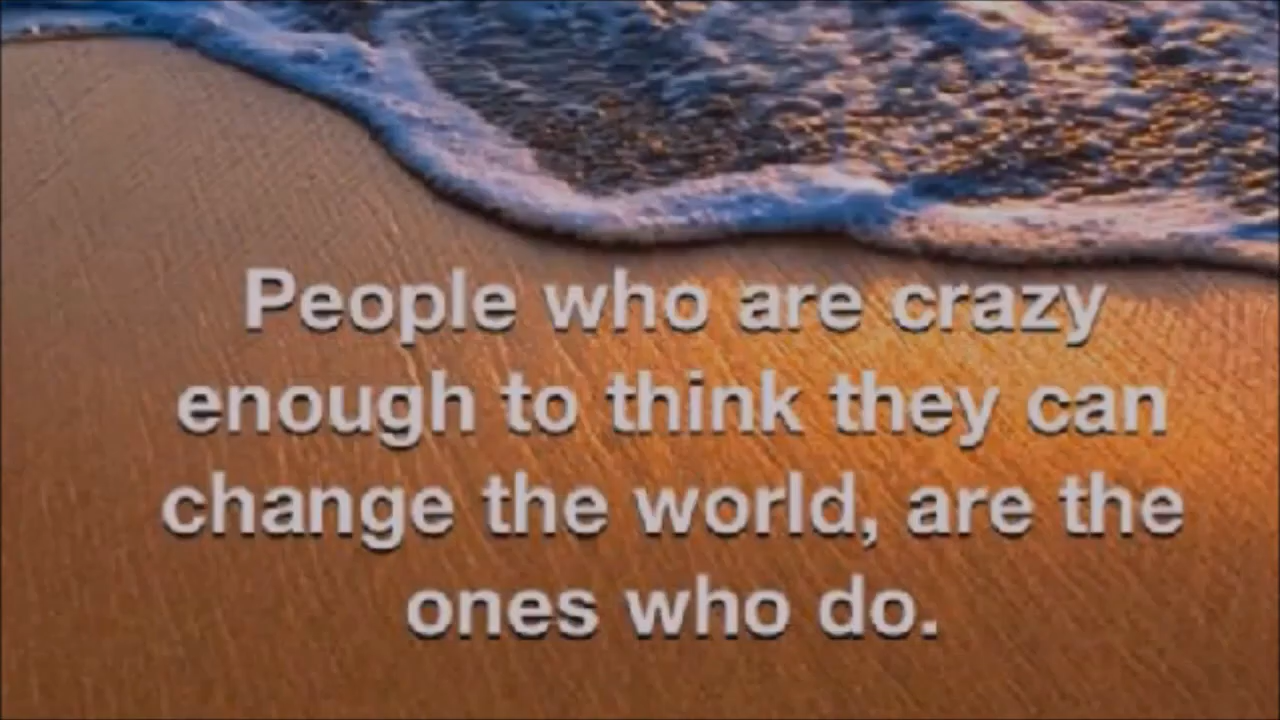 People who are crazy
enough to think they can
change the world, are the
ones who do.